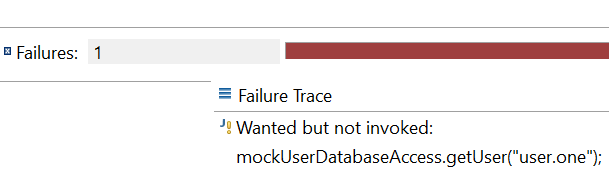 Failures: 1
Failure Trace
Wanted but not invoked:
mockUserDatabaseAccess.getUser("user.one");